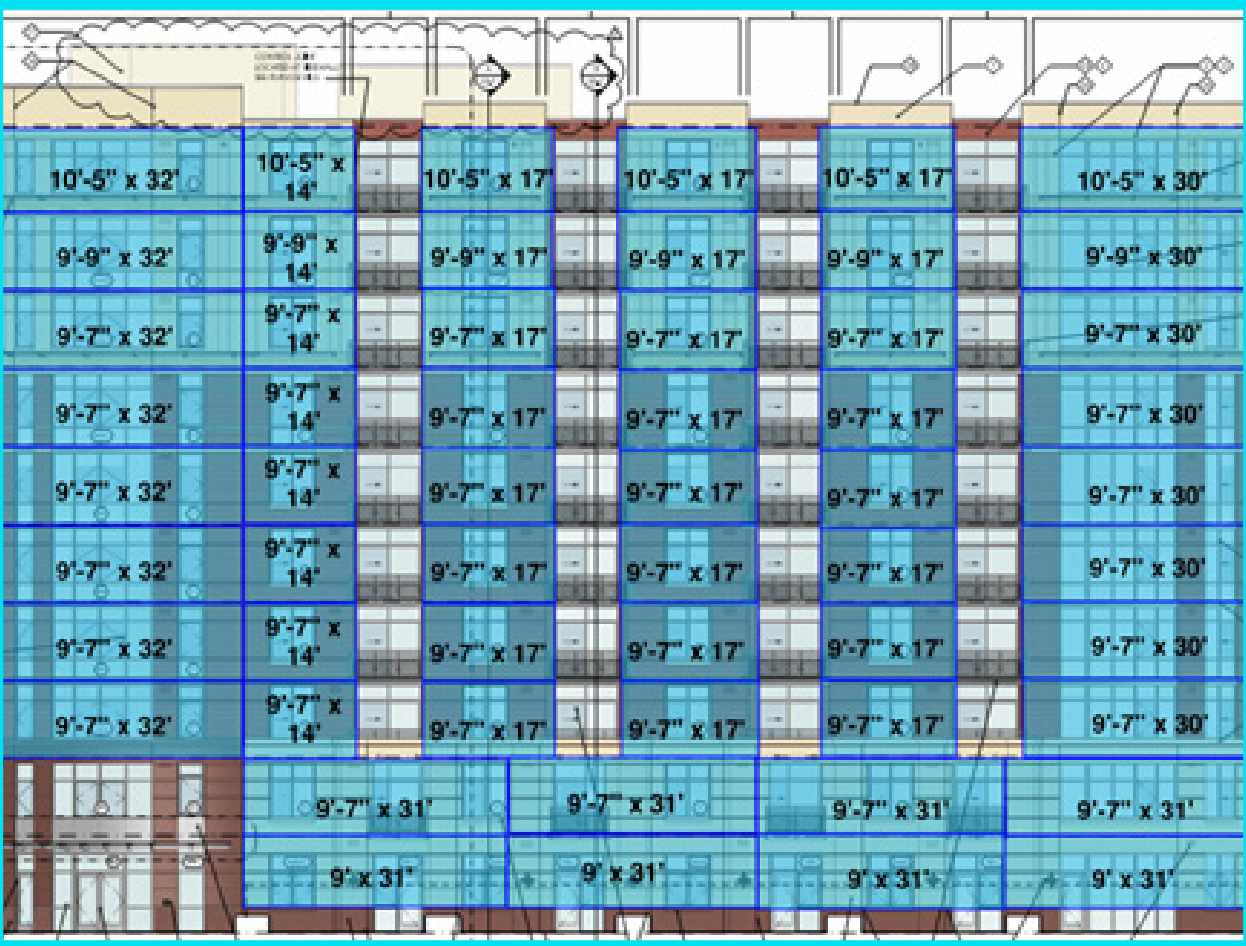 10'-5" x 32'
10'-5" x
14'
10'-5" x 17'
10'-5" x 17'
10'-5" x 17'
10'-5" x 30'
9'-9" x 32'
9'-9" x
14'
9'-9" x 17'
9'-9" x 17'
9'-9" x 17'
9'-9" x 30'
9'-7" x 32'
9'-7" x
14'
9'-7" x 17'
9'-7" x 17'
9'-7" x 17'
9'-7" x 30'
9'-7" x 32'
9'-7" x
14'
9'-7" x 17'
9'-7" x 17'
9'-7" x 17'
9'-7" x 30'
9'-7" x 32'
9'-7" x
14'
9'-7" x 17'
9'-7" x 17'
9'-7" x 17'
9'-7" x 30'
9'-7" x 32'
9'-7" x
14'
9'-7" x 17'
9'-7" x 17'
9'-7" x 17'
9'-7" x 30'
9'-7" x 32'
9'-7" x
14'
9'-7" x 17'
9'-7" x 17'
9'-7" x 17'
9'-7" x 30'
9'-7" x 32'
9'-7" x
14'
9'-7" x 17'
9'-7" x 17'
9'-7" x 17'
9'-7" x 30'
9'-7" x 31'
9'-7" x 31'
9'-7" x 31'
9'-7" x 31'
9' x 31'
9' x 31'
9' x 31'
9' x 31'